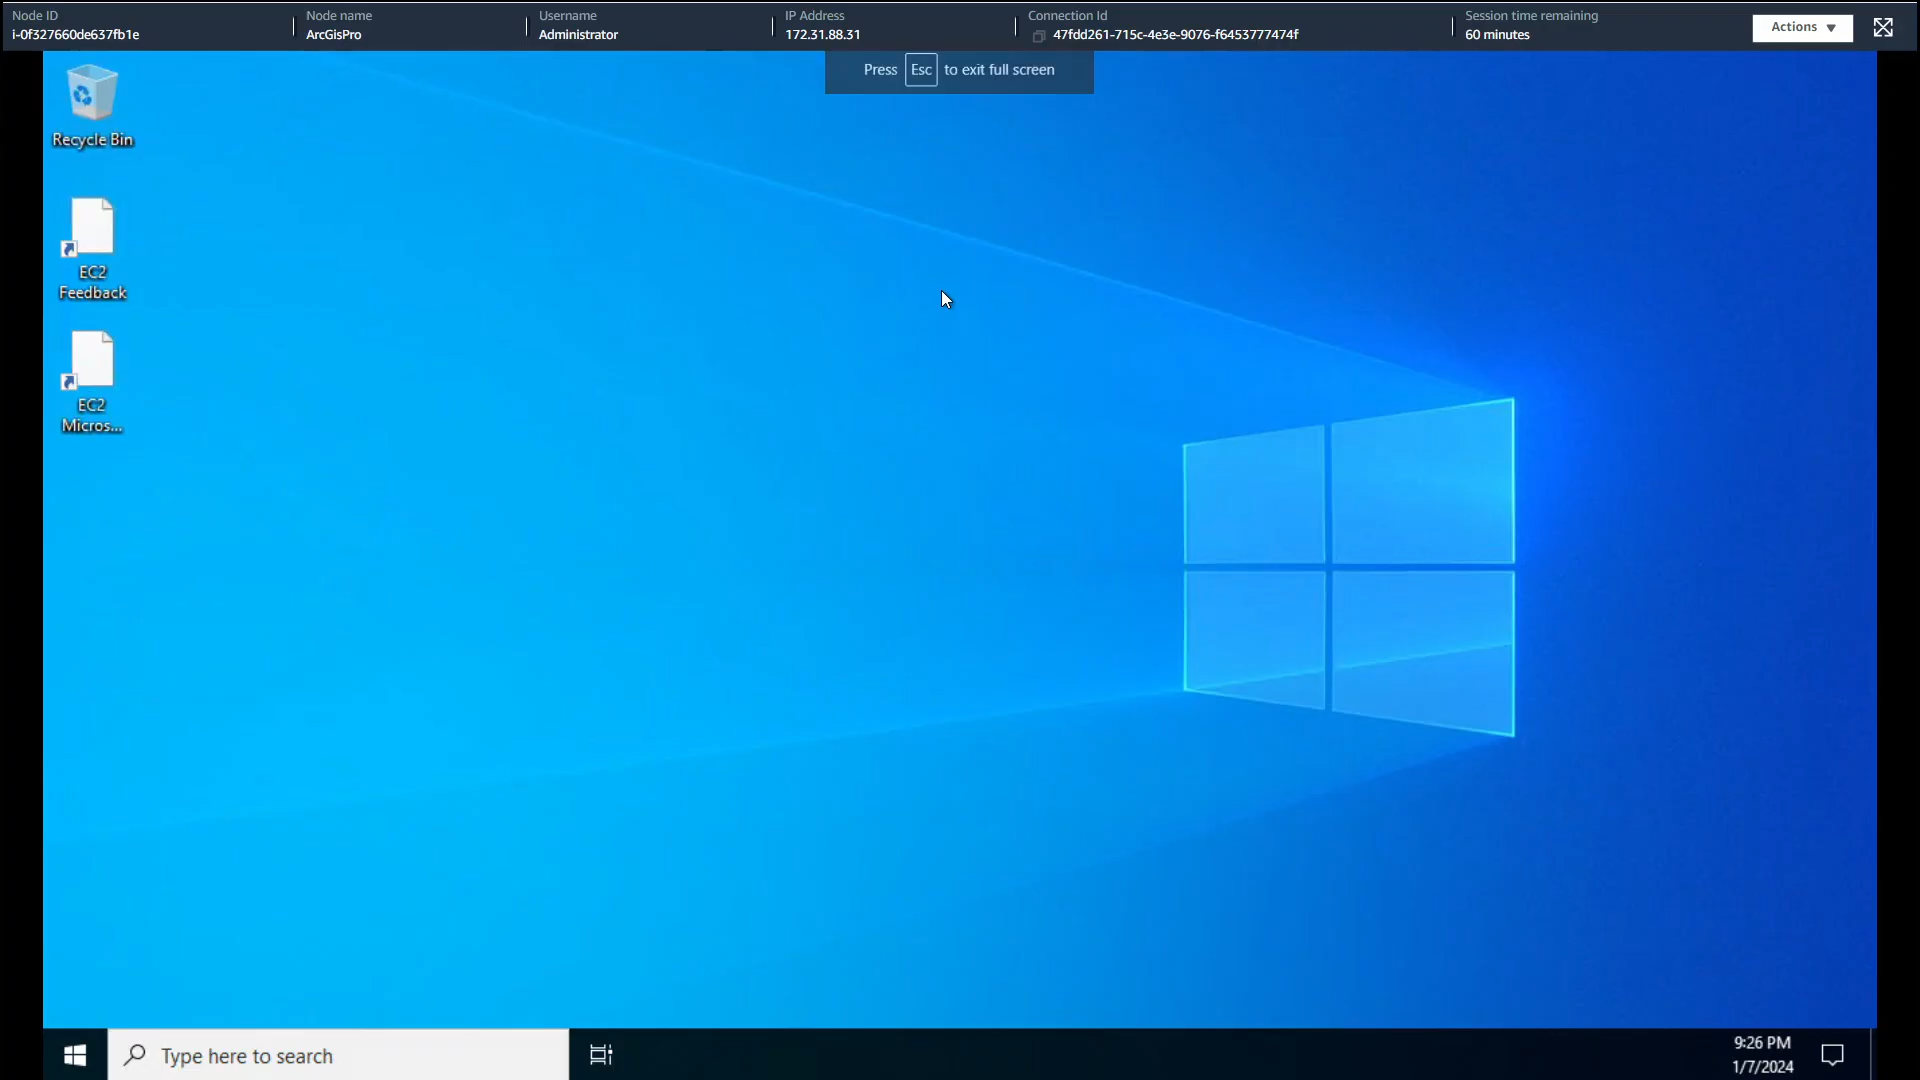 Node ID
i-0f327660de637fb1e
Node name
ArcGisPro
Username
Administrator
IP Address
172.31.88.31
Connection Id
47fdd261-715c-4e3e-9076-f6453777474f
Session time remaining
60 minutes
Actions
Press Esc to exit full screen
Recycle Bin
EC2
Feedback
EC2
Micros...
Type here to search
9:26 PM
1/7/2024